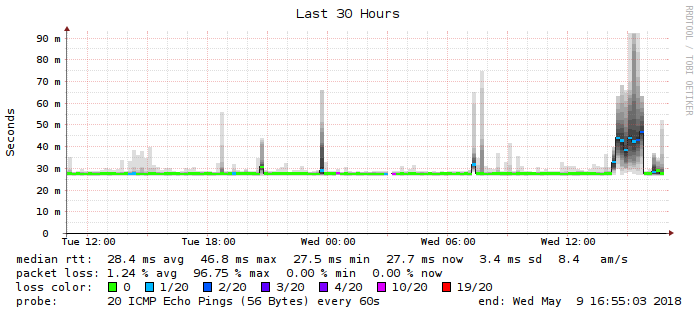 Last 30 Hours
RRDTOOL / TOBI OETIKER
Seconds
90 m
80 m
70 m
60 m
50 m
40 m
30 m
20 m
10 m
0
Tue 12:00 Tue 18:00 Wed 00:00 Wed 06:00 Wed 12:00
median rtt: 28.4 ms avg 46.8 ms max 27.5 ms min 27.7 ms now 3.4 ms sd 8.4 am/s
packet loss: 1.24 % avg 96.75 % max 0.00 % min 0.00 % now
loss color: 0 1/20 2/20 3/20 4/20 10/20 19/20
probe: 20 ICMP Echo Pings (56 Bytes) every 60s end: Wed May 9 16:55:03 2018